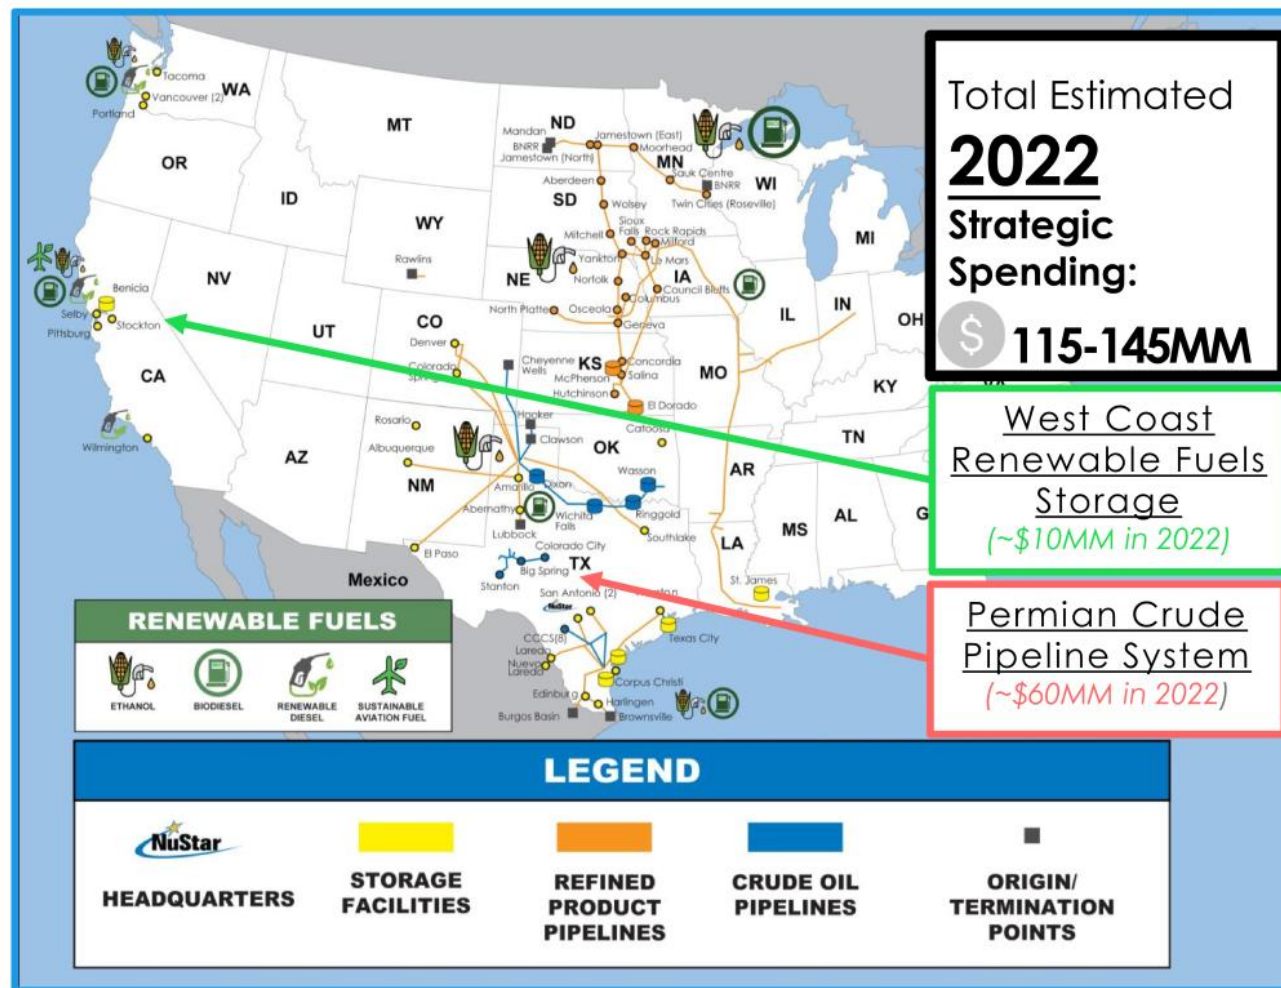 Total Estimated
2022
Strategic
Spending:
$ 115-145MM
West Coast
Renewable Fuels
Storage
(~$10MM in 2022)
Permian Crude
Pipeline System
(~$60MM in 2022)
Tacoma
WA
Vancouver (2)
Portland
MT
ND
Mandan
BNRR
Jamestown (East)
Jamestown (North)
Moorhead
MN
OR
ID
Aberdeen
Sauk Centre
BNRR
WI
Twin Cities (Roseville)
SD
Wolsey
WY
Sioux
Falls
Rock Rapids
MI
Mitchell
Milford
Rawlins
Yankton
Le Mars
NV
NE
IA
Benicia
Norfolk
Council Bluffs
Columbus
Selby
Stockton
Pittsburg
North Platte
Osceola
Geneva
IL
IN
OH
UT
CO
Denver
Colorado
Cheyenne
Wells
KS
Concordia
McPherson
Salina
MO
Hutchinson
KY
CA
El Dorado
Rosario
Hooker
Catoosa
TN
Wilmington
Clawson
OK
Albuquerque
AZ
Wasson
AR
NM
Amarillo
Dixon
Abernathy
Wichita
Falls
Ringgold
MS
AL
Lubbock
Southlake
LA
El Paso
Colorado City
TX
Big Spring
Stanton
St. James
Mexico
San Antonio (2)
NuStar
CCCS(8)
Texas City
Laredo
Nuevo
Laredo
Corpus Christi
Edinburg
Harlingen
Burgos Basin
Brownsville
RENEWABLE FUELS
ETHANOL
BIODIESEL
RENEWABLE
DIESEL
SUSTAINABLE
AVIATION FUEL
LEGEND
NuStar
HEADQUARTERS
STORAGE
FACILITIES
REFINED
PRODUCT
PIPELINES
CRUDE OIL
PIPELINES
ORIGIN/
TERMINATION
POINTS